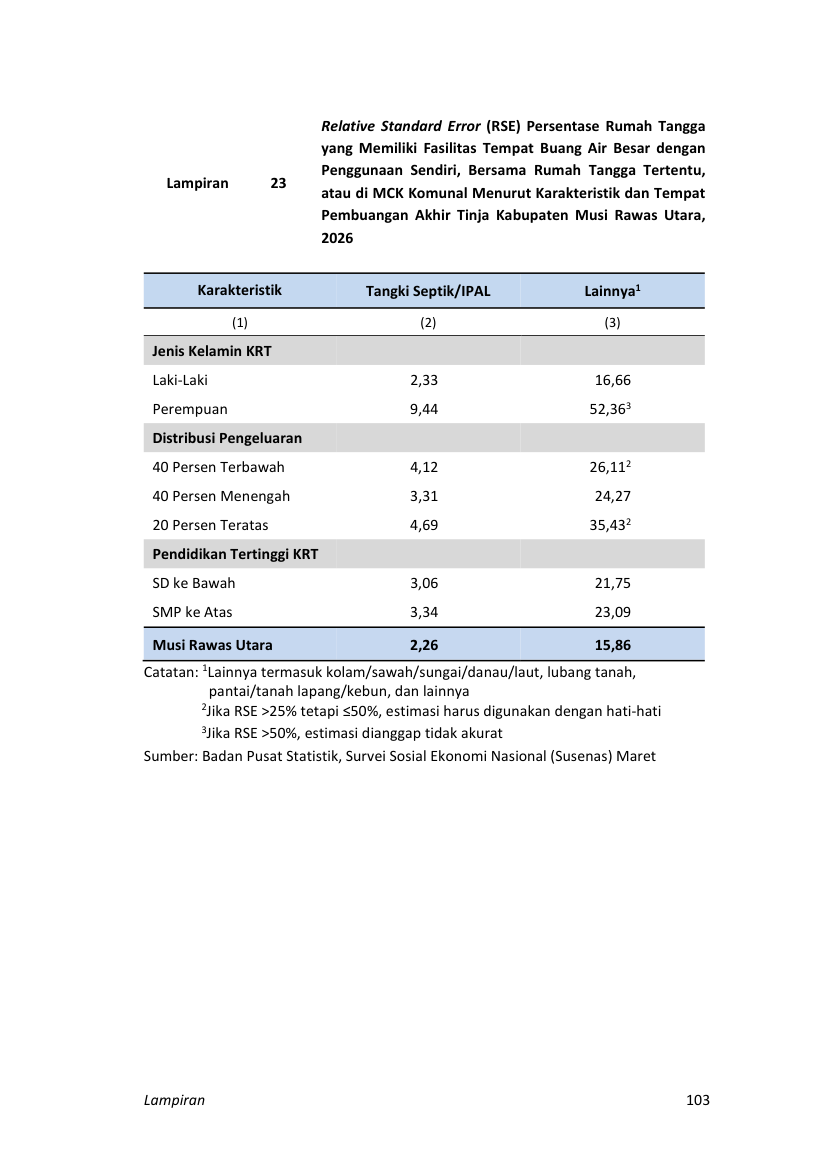 Relative Standard Error (RSE) Persentase Rumah Tangga
yang Memiliki Fasilitas Tempat Buang Air Besar dengan
Penggunaan Sendiri, Bersama Rumah Tangga Tertentu,
Lampiran 23
atau di MCK Komunal Menurut Karakteristik dan Tempat
Pembuangan Akhir Tinja Kabupaten Musi Rawas Utara,
2026
Karakteristik Tangki Septik/IPAL Lainnya¹
(1) (2) (3)
Jenis Kelamin KRT
Laki-Laki 2,33 16,66
Perempuan 9,44 52,36³
Distribusi Pengeluaran
40 Persen Terbawah 4,12 26,11²
40 Persen Menengah 3,31 24,27
20 Persen Teratas 4,69 35,43²
Pendidikan Tertinggi KRT
SD ke Bawah 3,06 21,75
SMP ke Atas 3,34 23,09
Musi Rawas Utara 2,26 15,86
Catatan: ¹Lainnya termasuk kolam/sawah/sungai/danau/laut, lubang tanah,
pantai/tanah lapang/kebun, dan lainnya
²Jika RSE >25% tetapi ≤50%, estimasi harus digunakan dengan hati-hati
³Jika RSE >50%, estimasi dianggap tidak akurat
Sumber: Badan Pusat Statistik, Survei Sosial Ekonomi Nasional (Susenas) Maret
Lampiran 103